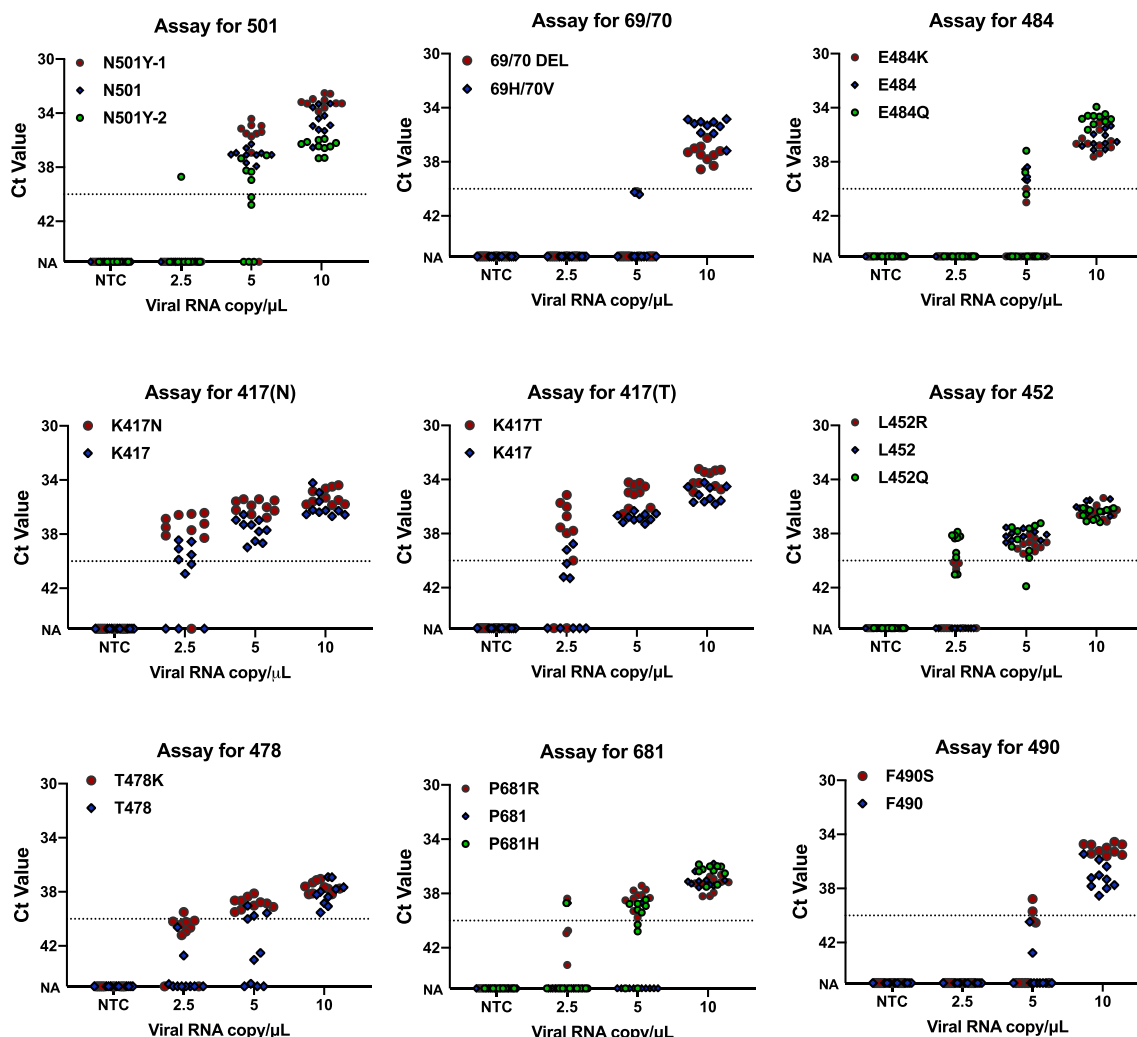 Assay for 501
30
34
38
42
NA
Ct Value
N501Y-1
N501
N501Y-2
NTC
2.5
5
10
Viral RNA copy/µL
Assay for 69/70
30
34
38
42
NA
Ct Value
69/70 DEL
69H/70V
NTC
2.5
5
10
Viral RNA copy/µL
Assay for 484
30
34
38
42
NA
Ct Value
E484K
E484
E484Q
NTC
2.5
5
10
Viral RNA copy/µL
Assay for 417(N)
30
34
38
42
NA
Ct Value
K417N
K417
NTC
2.5
5
10
Viral RNA copy/µL
Assay for 417(T)
30
34
38
42
NA
Ct Value
K417T
K417
NTC
2.5
5
10
Viral RNA copy/µL
Assay for 452
30
34
38
42
NA
Ct Value
L452R
L452
L452Q
NTC
2.5
5
10
Viral RNA copy/µL
Assay for 478
30
34
38
42
NA
Ct Value
T478K
T478
NTC
2.5
5
10
Viral RNA copy/µL
Assay for 681
30
34
38
42
NA
Ct Value
P681R
P681
P681H
NTC
2.5
5
10
Viral RNA copy/µL
Assay for 490
30
34
38
42
NA
Ct Value
F490S
F490
NTC
2.5
5
10
Viral RNA copy/µL